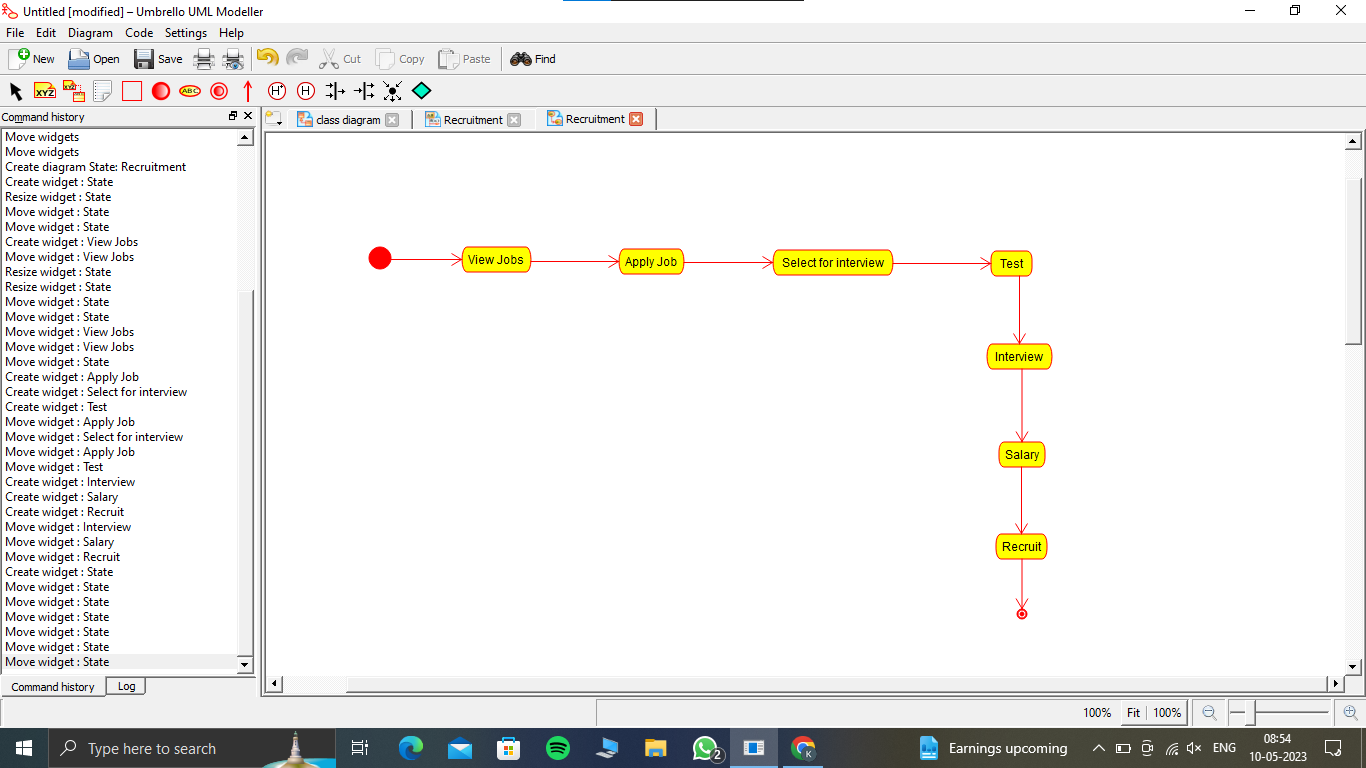 Untitled [modified] – Umbrello UML Modeller
File Edit Diagram Code Settings Help
New Open Save Cut Copy Paste Find
XYZ XYZ ABC H* H
Command history
class diagram Recruitment Recruitment
Move widgets
Move widgets
Create diagram State: Recruitment
Create widget : State
Resize widget : State
Move widget : State
Move widget : State
Create widget : View Jobs
Move widget : View Jobs
Resize widget : State
Resize widget : State
Move widget : State
Move widget : State
Move widget : View Jobs
Move widget : View Jobs
Move widget : State
Create widget : Apply Job
Create widget : Select for interview
Create widget : Test
Move widget : Apply Job
Move widget : Select for interview
Move widget : Apply Job
Move widget : Test
Create widget : Interview
Create widget : Salary
Create widget : Recruit
Move widget : Interview
Move widget : Salary
Move widget : Recruit
Create widget : State
Move widget : State
Move widget : State
Move widget : State
Move widget : State
Move widget : State
Move widget : State
Command history Log
View Jobs Apply Job Select for interview Test
Interview
Salary
Recruit
100% Fit 100%
Type here to search
2
K
Earnings upcoming
ENG
08:54
10-05-2023